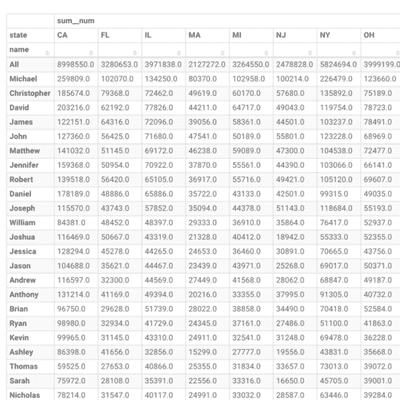 sum__num
state CA FL IL MA MI NJ NY OH
name
All 8998550.0 3280653.0 3971838.0 2127272.0 3264550.0 2478828.0 5824694.0 3999199.0
Michael 259809.0 102070.0 134250.0 80370.0 102958.0 100214.0 226479.0 123660.0
Christopher 185674.0 79368.0 72462.0 49619.0 60170.0 57680.0 135892.0 75189.0
David 203216.0 62192.0 77826.0 44211.0 64717.0 49043.0 119754.0 78723.0
James 122151.0 64316.0 72096.0 39056.0 58361.0 44501.0 103237.0 78491.0
John 127360.0 56425.0 71680.0 47541.0 50189.0 55801.0 123228.0 68969.0
Matthew 141032.0 51145.0 69172.0 46238.0 59089.0 47300.0 104538.0 72477.0
Jennifer 159368.0 50954.0 70922.0 37870.0 55561.0 44390.0 103066.0 66141.0
Robert 139518.0 56420.0 65105.0 36917.0 55716.0 49421.0 105120.0 69607.0
Daniel 178189.0 48886.0 65886.0 35722.0 43133.0 42501.0 99315.0 49035.0
Joseph 115570.0 43743.0 57852.0 35094.0 44378.0 51143.0 118684.0 55193.0
William 84381.0 48452.0 48397.0 29333.0 36910.0 35864.0 76417.0 52937.0
Joshua 116469.0 50667.0 43319.0 21328.0 40412.0 18942.0 55333.0 52355.0
Jessica 128294.0 45278.0 44265.0 24653.0 36460.0 30891.0 70665.0 43756.0
Jason 104688.0 35621.0 44467.0 23439.0 43971.0 25268.0 69017.0 50371.0
Andrew 116597.0 32300.0 44569.0 27449.0 41568.0 28062.0 68847.0 49187.0
Anthony 131214.0 41169.0 49394.0 20216.0 33355.0 37995.0 91305.0 40732.0
Brian 96750.0 29628.0 51739.0 28022.0 38858.0 34490.0 70418.0 52584.0
Ryan 98980.0 32934.0 41729.0 24345.0 37161.0 27486.0 51100.0 41863.0
Kevin 99965.0 31145.0 43310.0 24911.0 32541.0 31248.0 69478.0 36228.0
Ashley 86398.0 41656.0 32856.0 15299.0 27777.0 19556.0 43831.0 35668.0
Thomas 59525.0 27653.0 40866.0 25355.0 31834.0 33657.0 73013.0 39072.0
Sarah 75972.0 28108.0 35391.0 22556.0 33316.0 16650.0 45705.0 39001.0
Nicholas 78214.0 31547.0 40117.0 24991.0 33032.0 28587.0 63446.0 39284.0